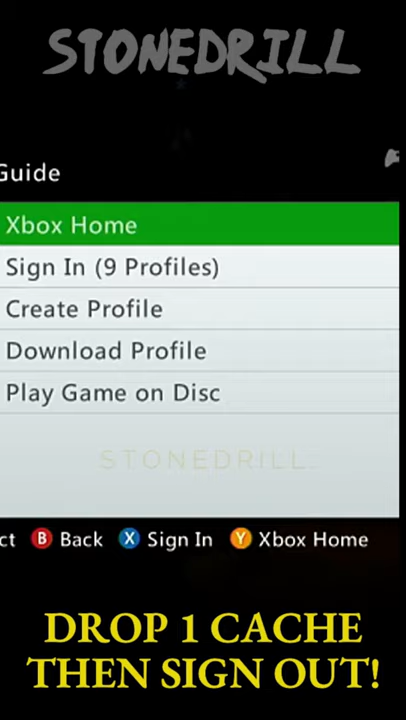 STONEDRILL
Guide
Xbox Home
Sign In (9 Profiles)
Create Profile
Download Profile
Play Game on Disc
STONEDRILL
ct B Back X Sign In Y Xbox Home
DROP 1 CACHE
THEN SIGN OUT!